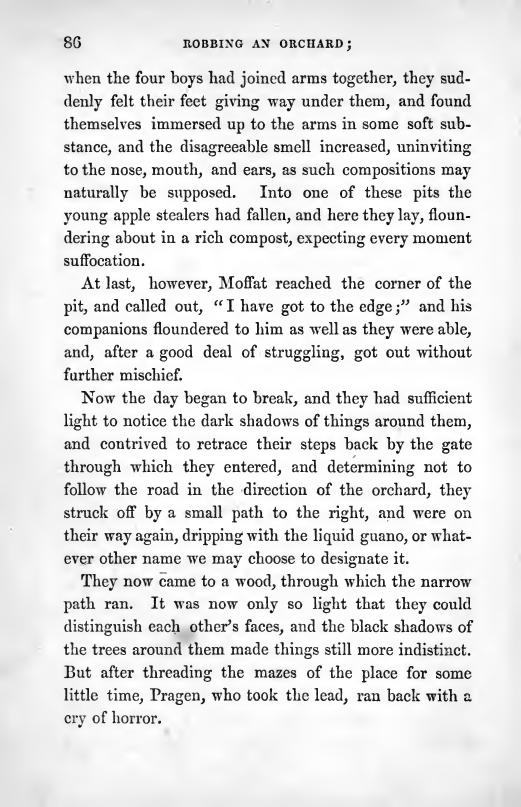 86 ROBBING AN ORCHARD;
when the four boys had joined arms together, they sud-
denly felt their feet giving way under them, and found
themselves immersed up to the arms in some soft sub-
stance, and the disagreeable smell increased, uninviting
to the nose, mouth, and ears, as such compositions may
naturally be supposed. Into one of these pits the
young apple stealers had fallen, and here they lay, floun-
dering about in a rich compost, expecting every moment
suffocation.
At last, however, Moffat reached the corner of the
pit, and called out, "I have got to the edge;" and his
companions floundered to him as well as they were able,
and, after a good deal of struggling, got out without
further mischief.
Now the day began to break, and they had sufficient
light to notice the dark shadows of things around them,
and contrived to retrace their steps back by the gate
through which they entered, and determining not to
follow the road in the direction of the orchard, they
struck off by a small path to the right, and were on
their way again, dripping with the liquid guano, or what-
ever other name we may choose to designate it.
They now came to a wood, through which the narrow
path ran. It was now only so light that they could
distinguish each other's faces, and the black shadows of
the trees around them made things still more indistinct.
But after threading the mazes of the place for some
little time, Pragen, who took the lead, ran back with a
cry of horror.